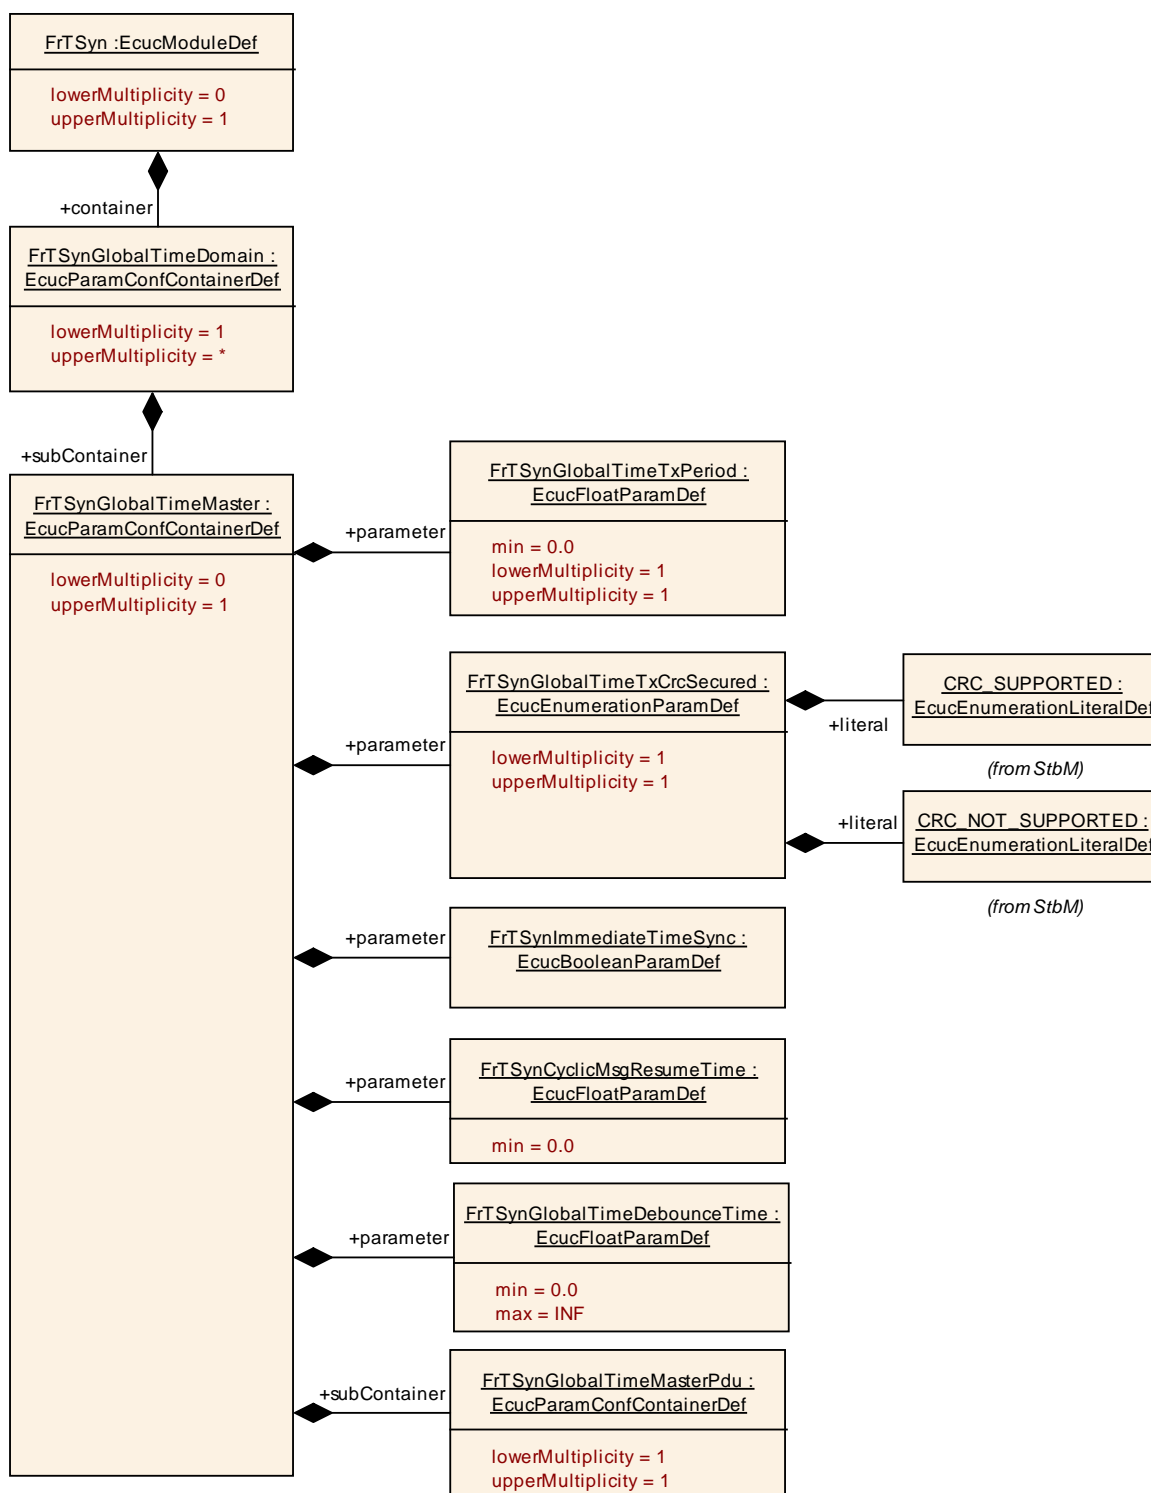 FrTSyn :EcucModuleDef
lowerMultiplicity = 0
upperMultiplicity = 1
+container
FrTSynGlobalTimeDomain :
EcucParamConfContainerDef
lowerMultiplicity = 1
upperMultiplicity = *
+subContainer
FrTSynGlobalTimeMaster :
EcucParamConfContainerDef
lowerMultiplicity = 0
upperMultiplicity = 1
+parameter
FrTSynGlobalTimeTxPeriod :
EcucFloatParamDef
min = 0.0
lowerMultiplicity = 1
upperMultiplicity = 1
+parameter
FrTSynGlobalTimeTxCrcSecured :
EcucEnumerationParamDef
lowerMultiplicity = 1
upperMultiplicity = 1
+literal
CRC_SUPPORTED :
EcucEnumerationLiteralDef
(from StbM)
+literal
CRC_NOT_SUPPORTED :
EcucEnumerationLiteralDef
(from StbM)
+parameter
FrTSynImmediateTimeSync :
EcucBooleanParamDef
+parameter
FrTSynCyclicMsgResumeTime :
EcucFloatParamDef
min = 0.0
+parameter
FrTSynGlobalTimeDebounceTime :
EcucFloatParamDef
min = 0.0
max = INF
+subContainer
FrTSynGlobalTimeMasterPdu :
EcucParamConfContainerDef
lowerMultiplicity = 1
upperMultiplicity = 1